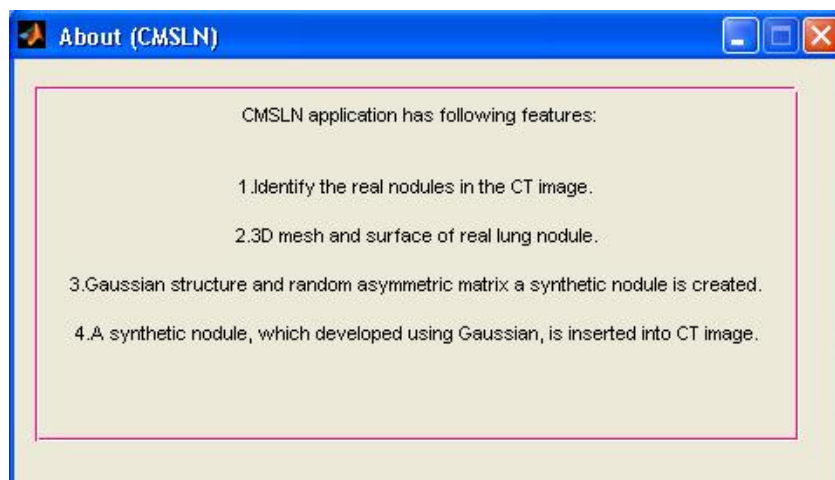 About (CMSLN)
CMSLN application has following features:
1.Identify the real nodules in the CT image.
2.3D mesh and surface of real lung nodule.
3.Gaussian structure and random asymmetric matrix a synthetic nodule is created.
4.A synthetic nodule, which developed using Gaussian, is inserted into CT image.